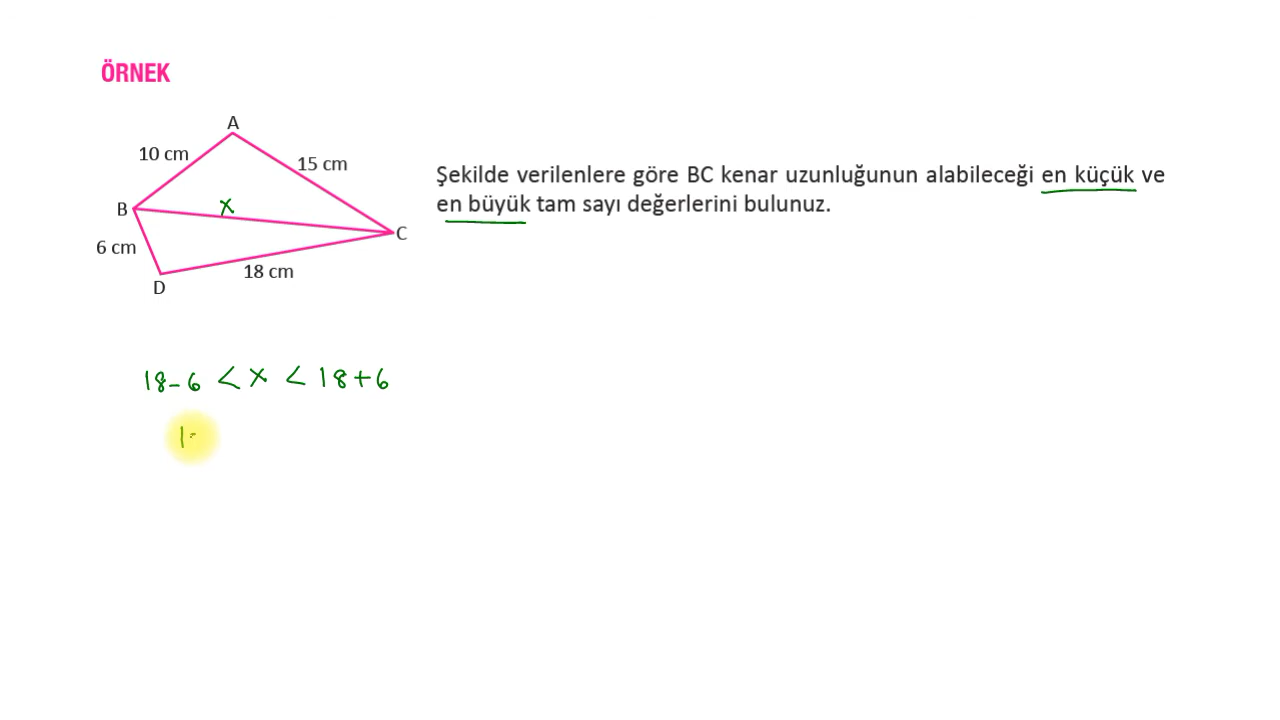 ÖRNEK
A
10 cm
15 cm
Şekilde verilenlere göre BC kenar uzunluğunun alabileceği en küçük ve
en büyük tam sayı değerlerini bulunuz.
B
x
C
6 cm
18 cm
D
18-6 < x < 18+6